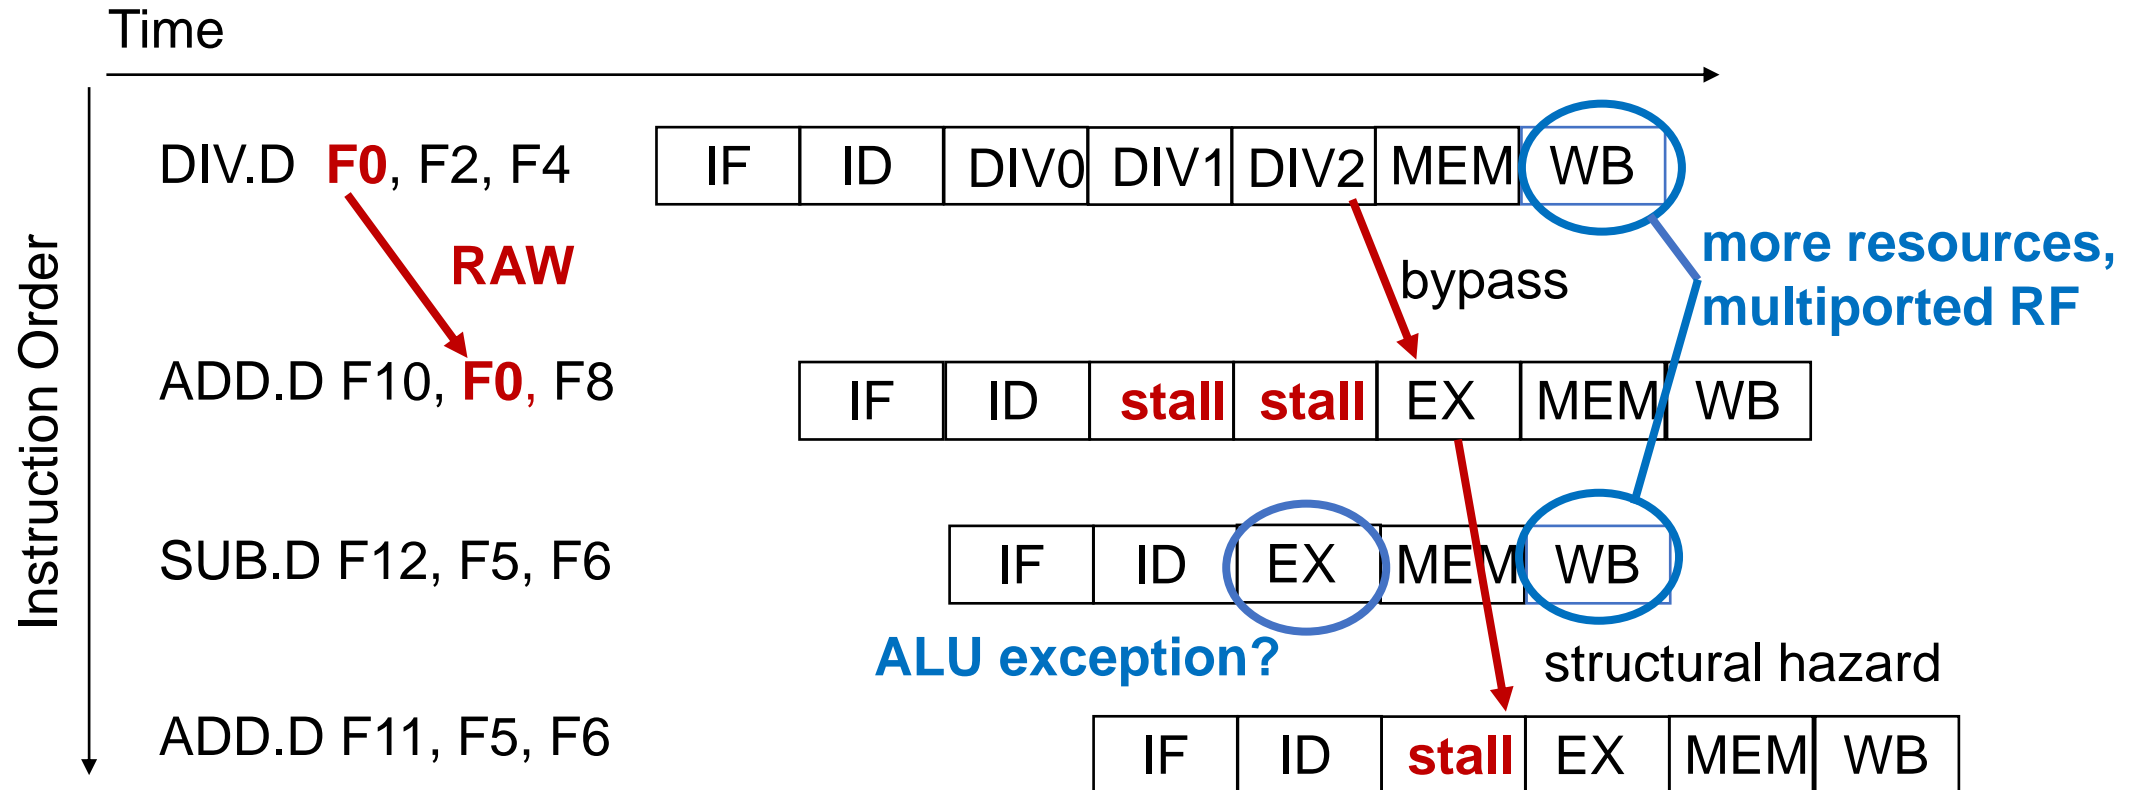 Time
Instruction Order
DIV.D F0, F2, F4 IF ID DIV0 DIV1 DIV2 MEM WB
RAW
bypass
more resources,
multiported RF
ADD.D F10, F0, F8 IF ID stall stall EX MEM WB
SUB.D F12, F5, F6 IF ID EX MEM WB
ALU exception?
structural hazard
ADD.D F11, F5, F6 IF ID stall EX MEM WB